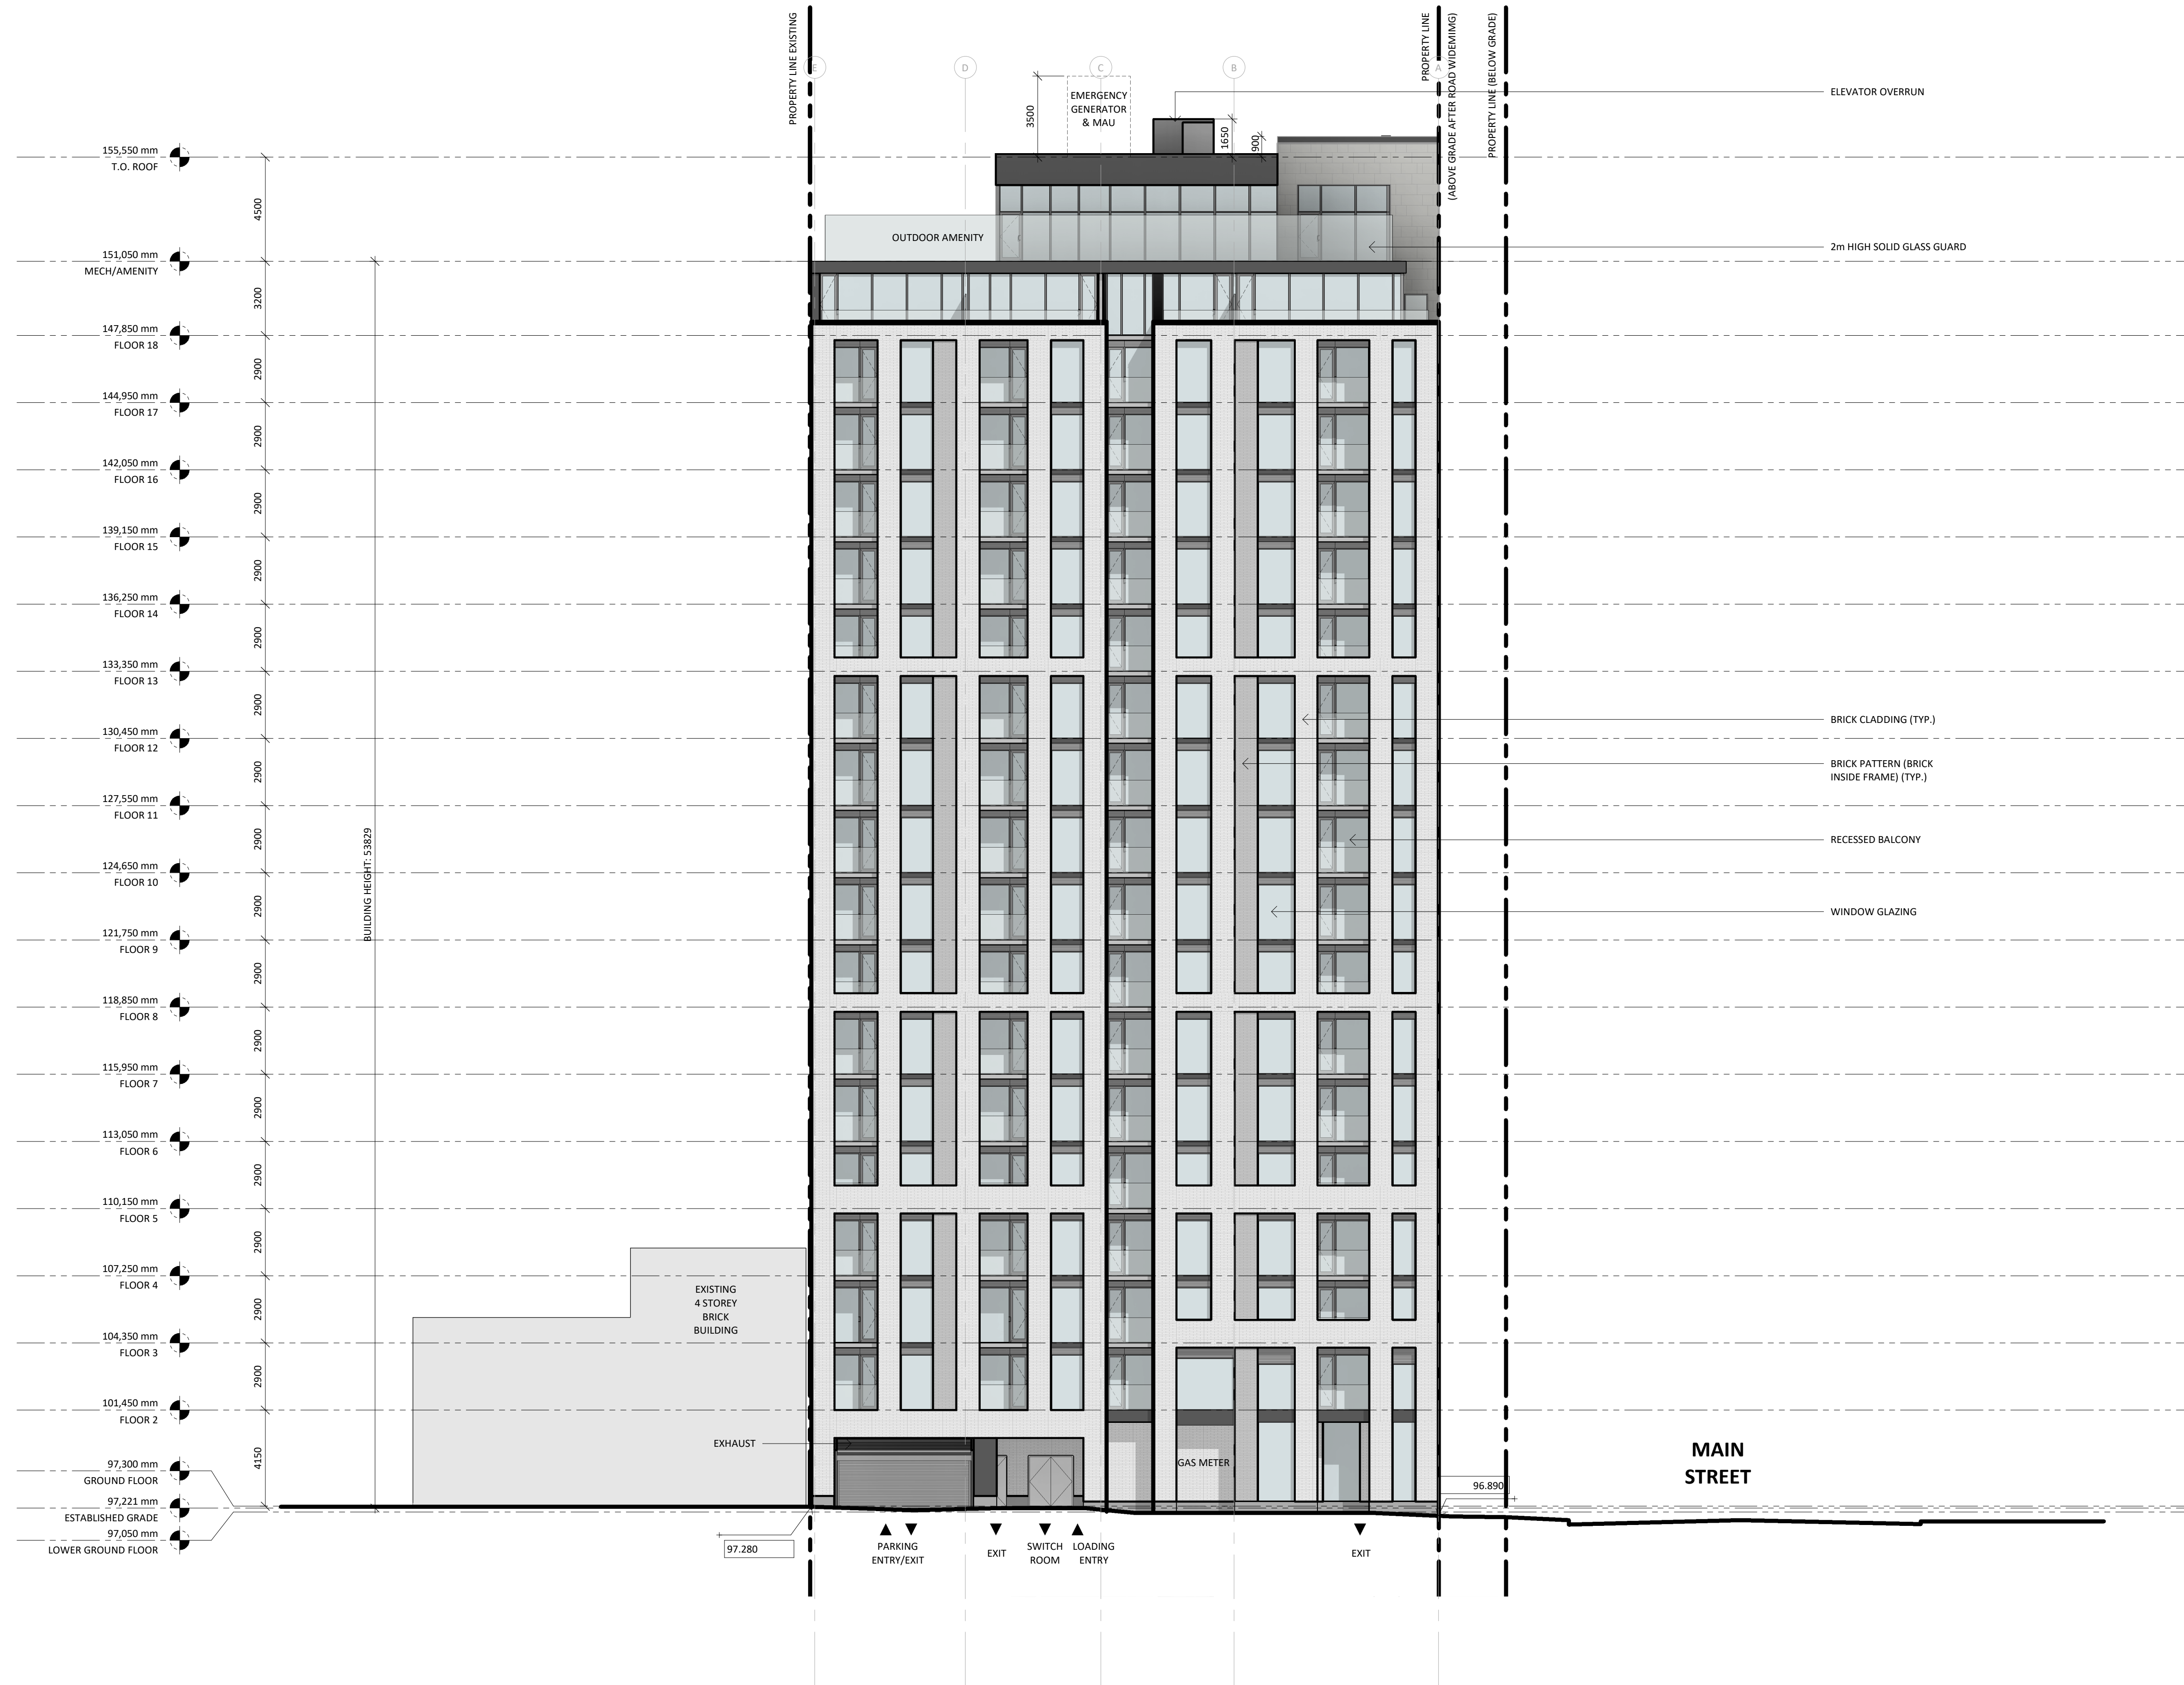 PROPERTY LINE EXISTING
PROPERTY LINE
(ABOVE GRADE AFTER ROAD WIDEMIMG)
PROPERTY LINE (BELOW GRADE)
E
D
C
B
A
EMERGENCY
GENERATOR
& MAU
3500
1650
900
ELEVATOR OVERRUN
155,550 mm
T.O. ROOF
4500
OUTDOOR AMENITY
2m HIGH SOLID GLASS GUARD
151,050 mm
MECH/AMENITY
3200
147,850 mm
FLOOR 18
2900
144,950 mm
FLOOR 17
2900
142,050 mm
FLOOR 16
2900
139,150 mm
FLOOR 15
2900
136,250 mm
FLOOR 14
2900
133,350 mm
FLOOR 13
2900
BRICK CLADDING (TYP.)
130,450 mm
FLOOR 12
2900
BRICK PATTERN (BRICK
INSIDE FRAME) (TYP.)
127,550 mm
FLOOR 11
2900
RECESSED BALCONY
BUILDING HEIGHT: 53829
124,650 mm
FLOOR 10
2900
WINDOW GLAZING
121,750 mm
FLOOR 9
2900
118,850 mm
FLOOR 8
2900
115,950 mm
FLOOR 7
2900
113,050 mm
FLOOR 6
2900
110,150 mm
FLOOR 5
2900
107,250 mm
FLOOR 4
2900
EXISTING
4 STOREY
BRICK
BUILDING
104,350 mm
FLOOR 3
2900
101,450 mm
FLOOR 2
4150
EXHAUST
GAS METER
MAIN
STREET
97,300 mm
GROUND FLOOR
96.890
97,221 mm
ESTABLISHED GRADE
97,050 mm
LOWER GROUND FLOOR
97.280
PARKING
ENTRY/EXIT
EXIT
SWITCH
ROOM
LOADING
ENTRY
EXIT